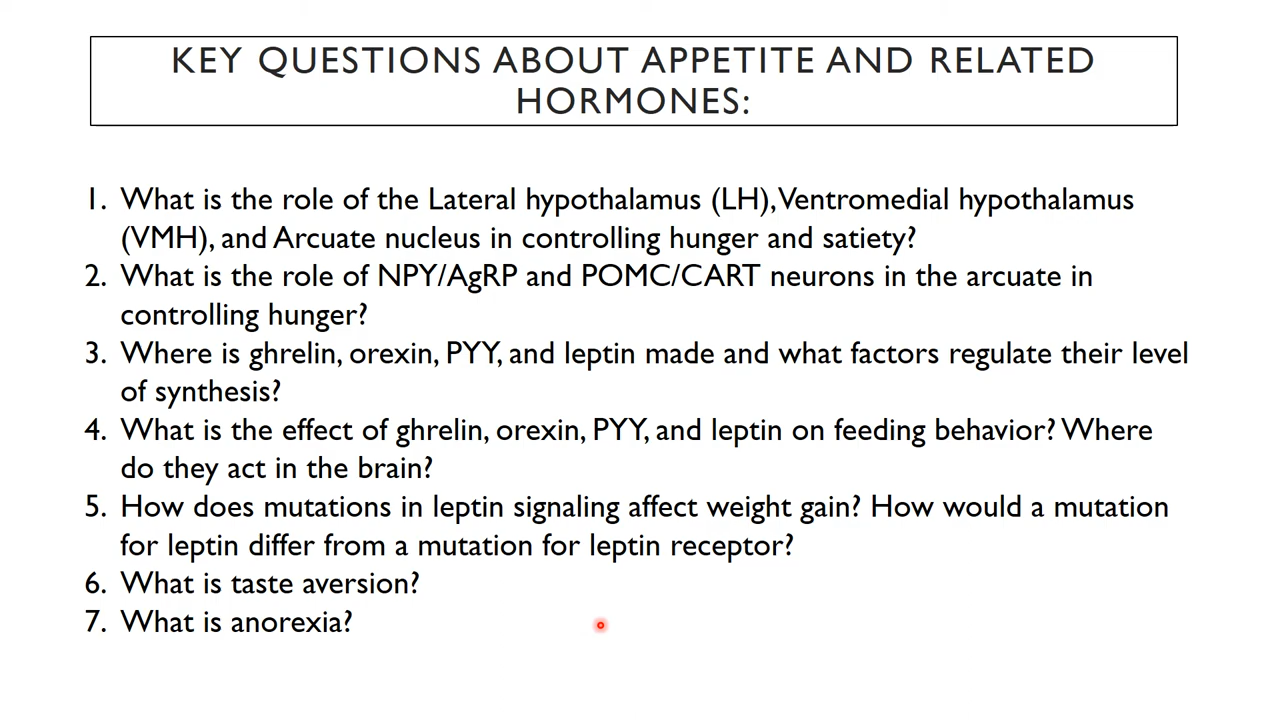 KEY QUESTIONS ABOUT APPETITE AND RELATED
HORMONES:
1. What is the role of the Lateral hypothalamus (LH), Ventromedial hypothalamus
(VMH), and Arcuate nucleus in controlling hunger and satiety?
2. What is the role of NPY/AgRP and POMC/CART neurons in the arcuate in
controlling hunger?
3. Where is ghrelin, orexin, PYY, and leptin made and what factors regulate their level
of synthesis?
4. What is the effect of ghrelin, orexin, PYY, and leptin on feeding behavior? Where
do they act in the brain?
5. How does mutations in leptin signaling affect weight gain? How would a mutation
for leptin differ from a mutation for leptin receptor?
6. What is taste aversion?
7. What is anorexia?